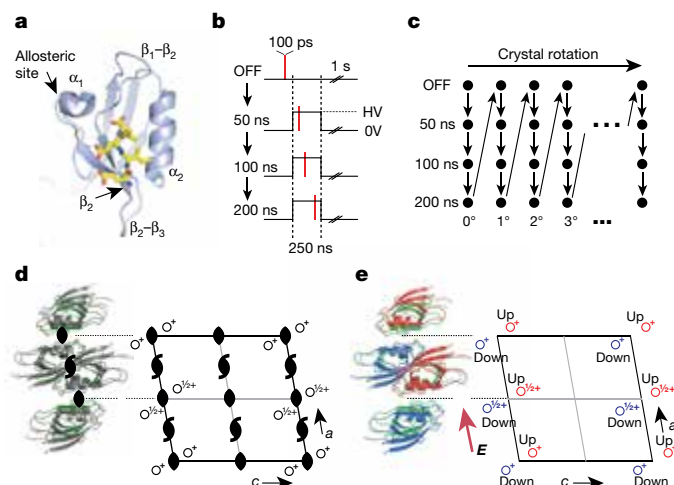 a
Allosteric
site
α1
β1–β2
β2
α2
β2–β3
b
100 ps
OFF
1 s
50 ns
HV
0V
100 ns
200 ns
250 ns
c
Crystal rotation
OFF
50 ns
100 ns
200 ns
0° 1° 2° 3° ...
...
d
O+ O+ O+
O+ O+
O½+
O½+ O½+
a
O+ O+
O+ O+
c
e
Up
O+
Up
O+
O+
Down
O+
Down
Up
O½+
Up
O½+
O½+
Down
O½+
Down
E
a
Up
O+
Up
O+
O+
Down
O+
Down
c